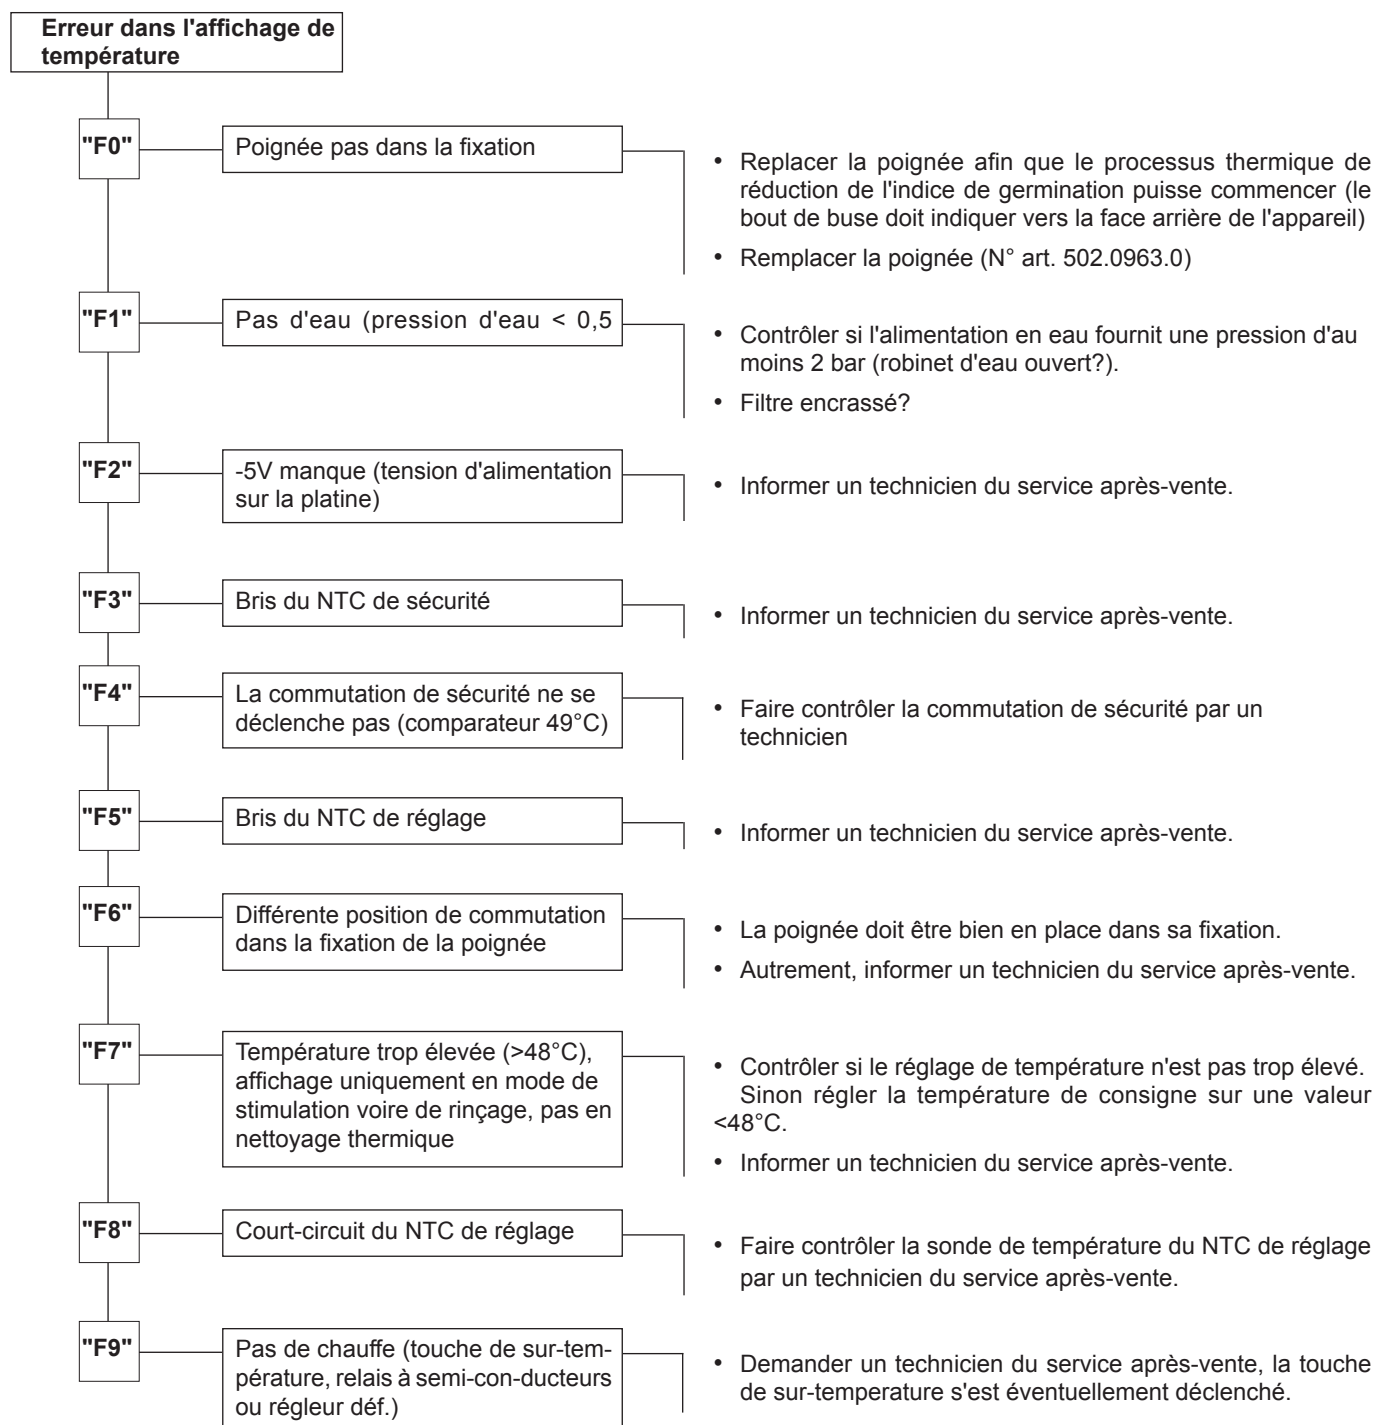 Erreur dans l'affichage de
température
"F0"
Poignée pas dans la fixation
• Replacer la poignée afin que le processus thermique de
réduction de l'indice de germination puisse commencer (le
bout de buse doit indiquer vers la face arrière de l'appareil)
• Remplacer la poignée (N° art. 502.0963.0)
"F1"
Pas d'eau (pression d'eau < 0,5
• Contrôler si l'alimentation en eau fournit une pression d'au
moins 2 bar (robinet d'eau ouvert?).
• Filtre encrassé?
"F2"
-5V manque (tension d'alimentation
sur la platine)
• Informer un technicien du service après-vente.
"F3"
Bris du NTC de sécurité
• Informer un technicien du service après-vente.
"F4"
La commutation de sécurité ne se
déclenche pas (comparateur 49°C)
• Faire contrôler la commutation de sécurité par un
technicien
"F5"
Bris du NTC de réglage
• Informer un technicien du service après-vente.
"F6"
Différente position de commutation
dans la fixation de la poignée
• La poignée doit être bien en place dans sa fixation.
• Autrement, informer un technicien du service après-vente.
"F7"
Température trop élevée (>48°C),
affichage uniquement en mode de
stimulation voire de rinçage, pas en
nettoyage thermique
• Contrôler si le réglage de température n'est pas trop élevé.
Sinon régler la température de consigne sur une valeur
<48°C.
• Informer un technicien du service après-vente.
"F8"
Court-circuit du NTC de réglage
• Faire contrôler la sonde de température du NTC de réglage
par un technicien du service après-vente.
"F9"
Pas de chauffe (touche de sur-tem-
pérature, relais à semi-con-ducteurs
ou régleur déf.)
• Demander un technicien du service après-vente, la touche
de sur-temperature s'est éventuellement déclenché.